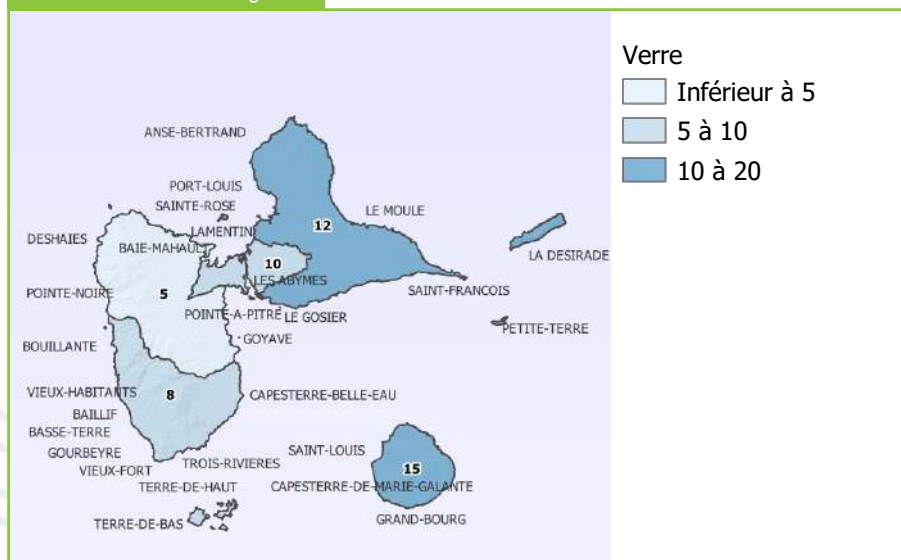 Verre
Inférieur à 5
5 à 10
10 à 20
ANSE-BERTRAND
PORT-LOUIS
SAINTE-ROSE
12
LE MOULE
LAMENTIN
DESHAIES
BAIE-MAHAULT
10
LA DESIRADE
LES ABYMES
SAINT-FRANCOIS
POINTE-NOIRE
5
POINTE-A-PITRE
LE GOSIER
PETITE-TERRE
GOYAVE
BOUILLANTE
VIEUX-HABITANTS
8
CAPESTERRE-BELLE-EAU
BAILLIF
BASSE-TERRE
GOURBEYRE
SAINT-LOUIS
TROIS-RIVIERES
VIEUX-FORT
15
TERRE-DE-HAUT
CAPESTERRE-DE-MARIE-GALANTE
TERRE-DE-BAS
GRAND-BOURG